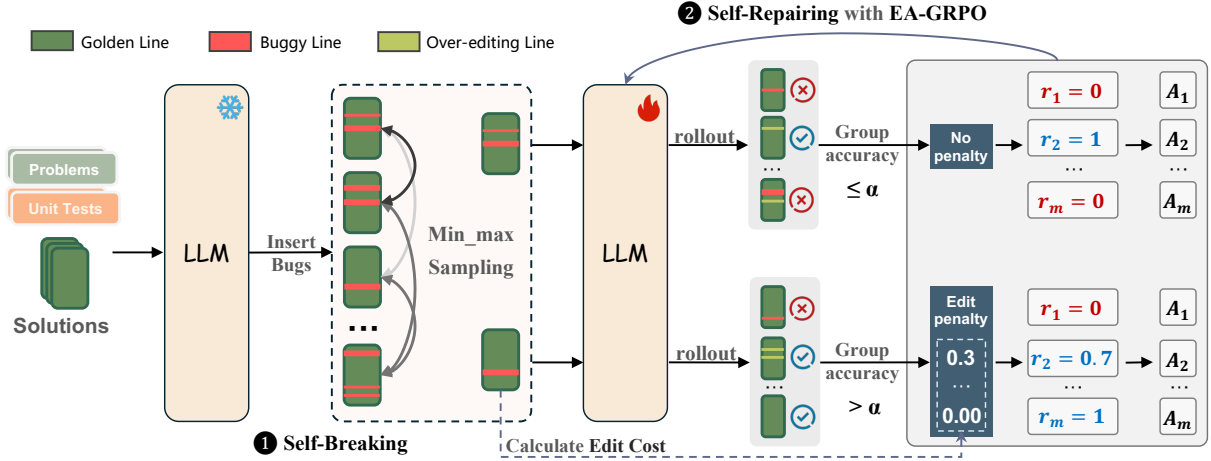 ❷ Self-Repairing with EA-GRPO
Golden Line
Buggy Line
Over-editing Line
Problems
Unit Tests
Solutions
LLM
Insert
Bugs
Min_max
Sampling
...
❶ Self-Breaking
LLM
rollout
...
Group
accuracy
≤ α
No
penalty
r₁ = 0
r₂ = 1
...
rₘ = 0
A₁
A₂
...
Aₘ
rollout
...
Group
accuracy
> α
Edit
penalty
0.3
...
0.00
r₁ = 0
r₂ = 0.7
...
rₘ = 1
A₁
A₂
...
Aₘ
Calculate Edit Cost